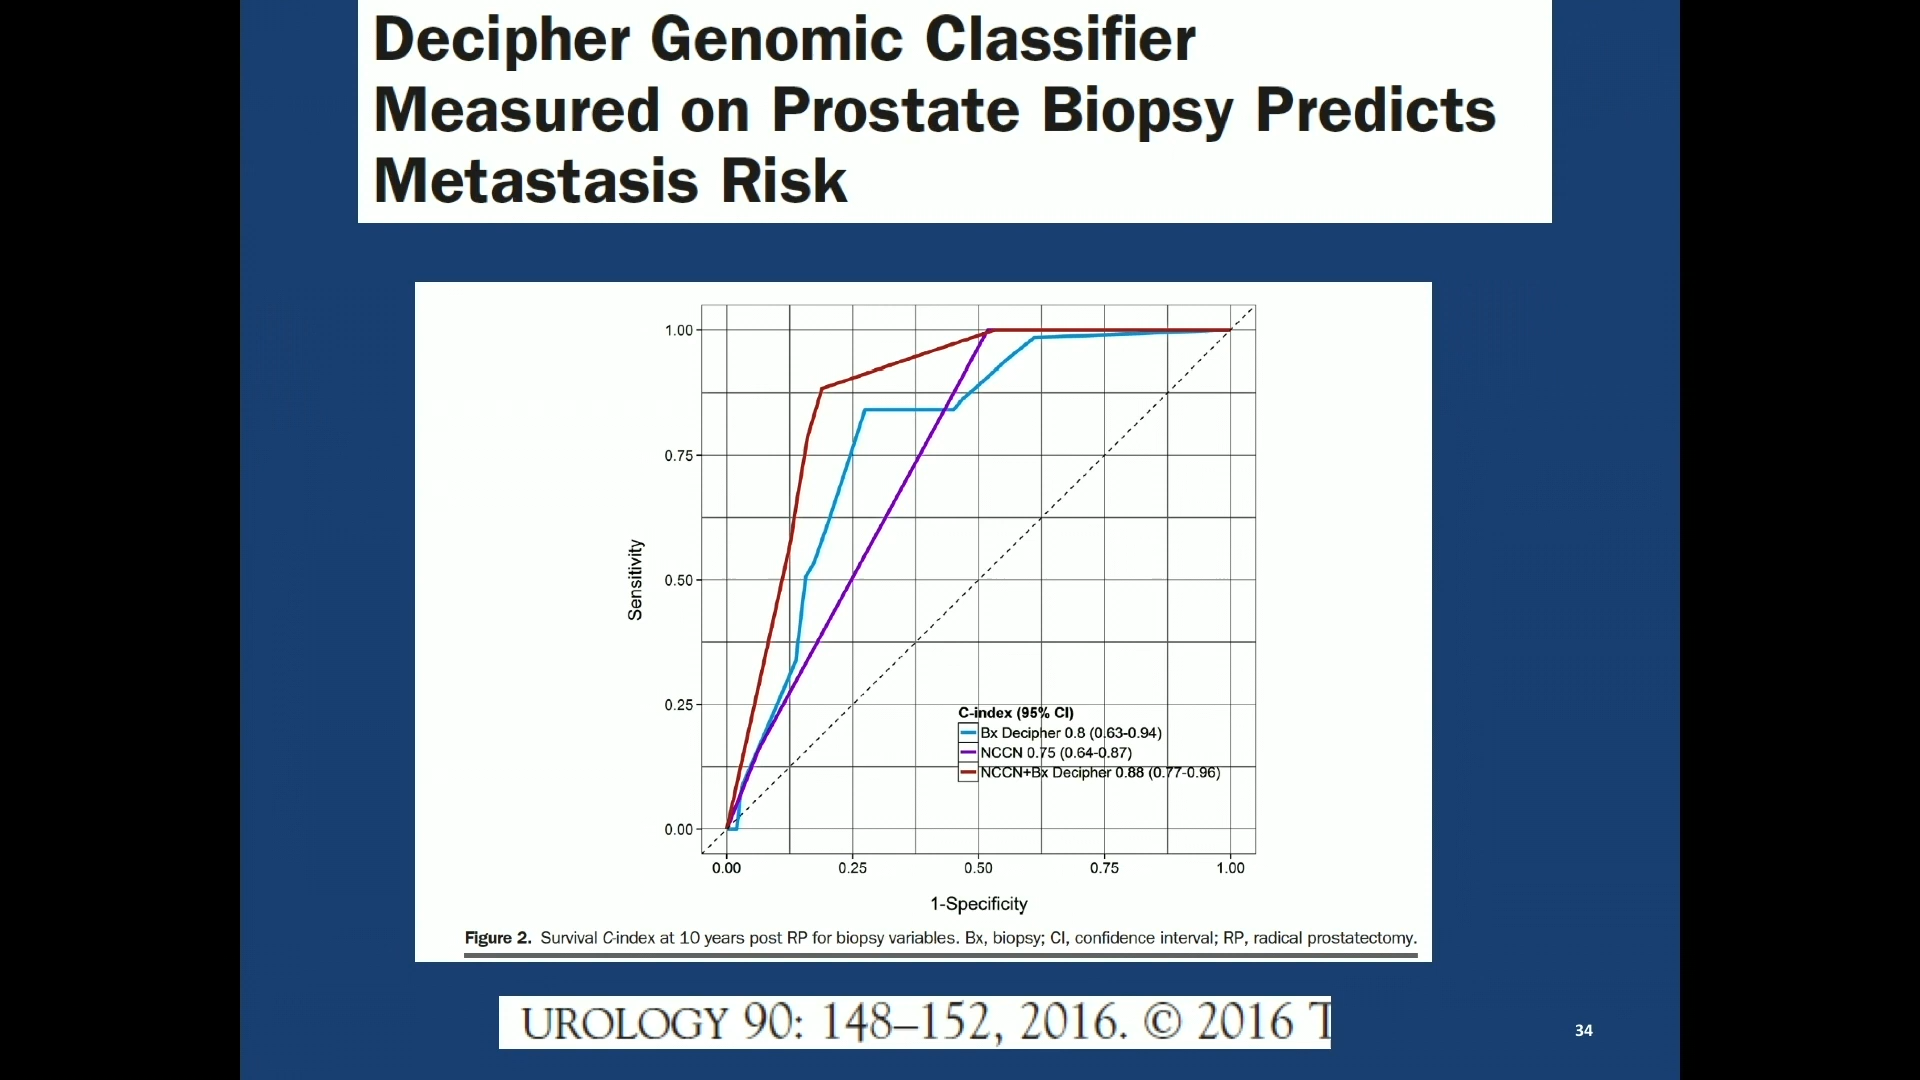 Decipher Genomic Classifier
Measured on Prostate Biopsy Predicts
Metastasis Risk
1.00
0.75
0.50
0.25
0.00
Sensitivity
C-index (95% CI)
Bx Decipher 0.8 (0.63-0.94)
NCCN 0.75 (0.64-0.87)
NCCN+Bx Decipher 0.88 (0.77-0.96)
0.00 0.25 0.50 0.75 1.00
1-Specificity
Figure 2. Survival C-index at 10 years post RP for biopsy variables. Bx, biopsy; CI, confidence interval; RP, radical prostatectomy.
UROLOGY 90: 148–152, 2016. © 2016 T
34